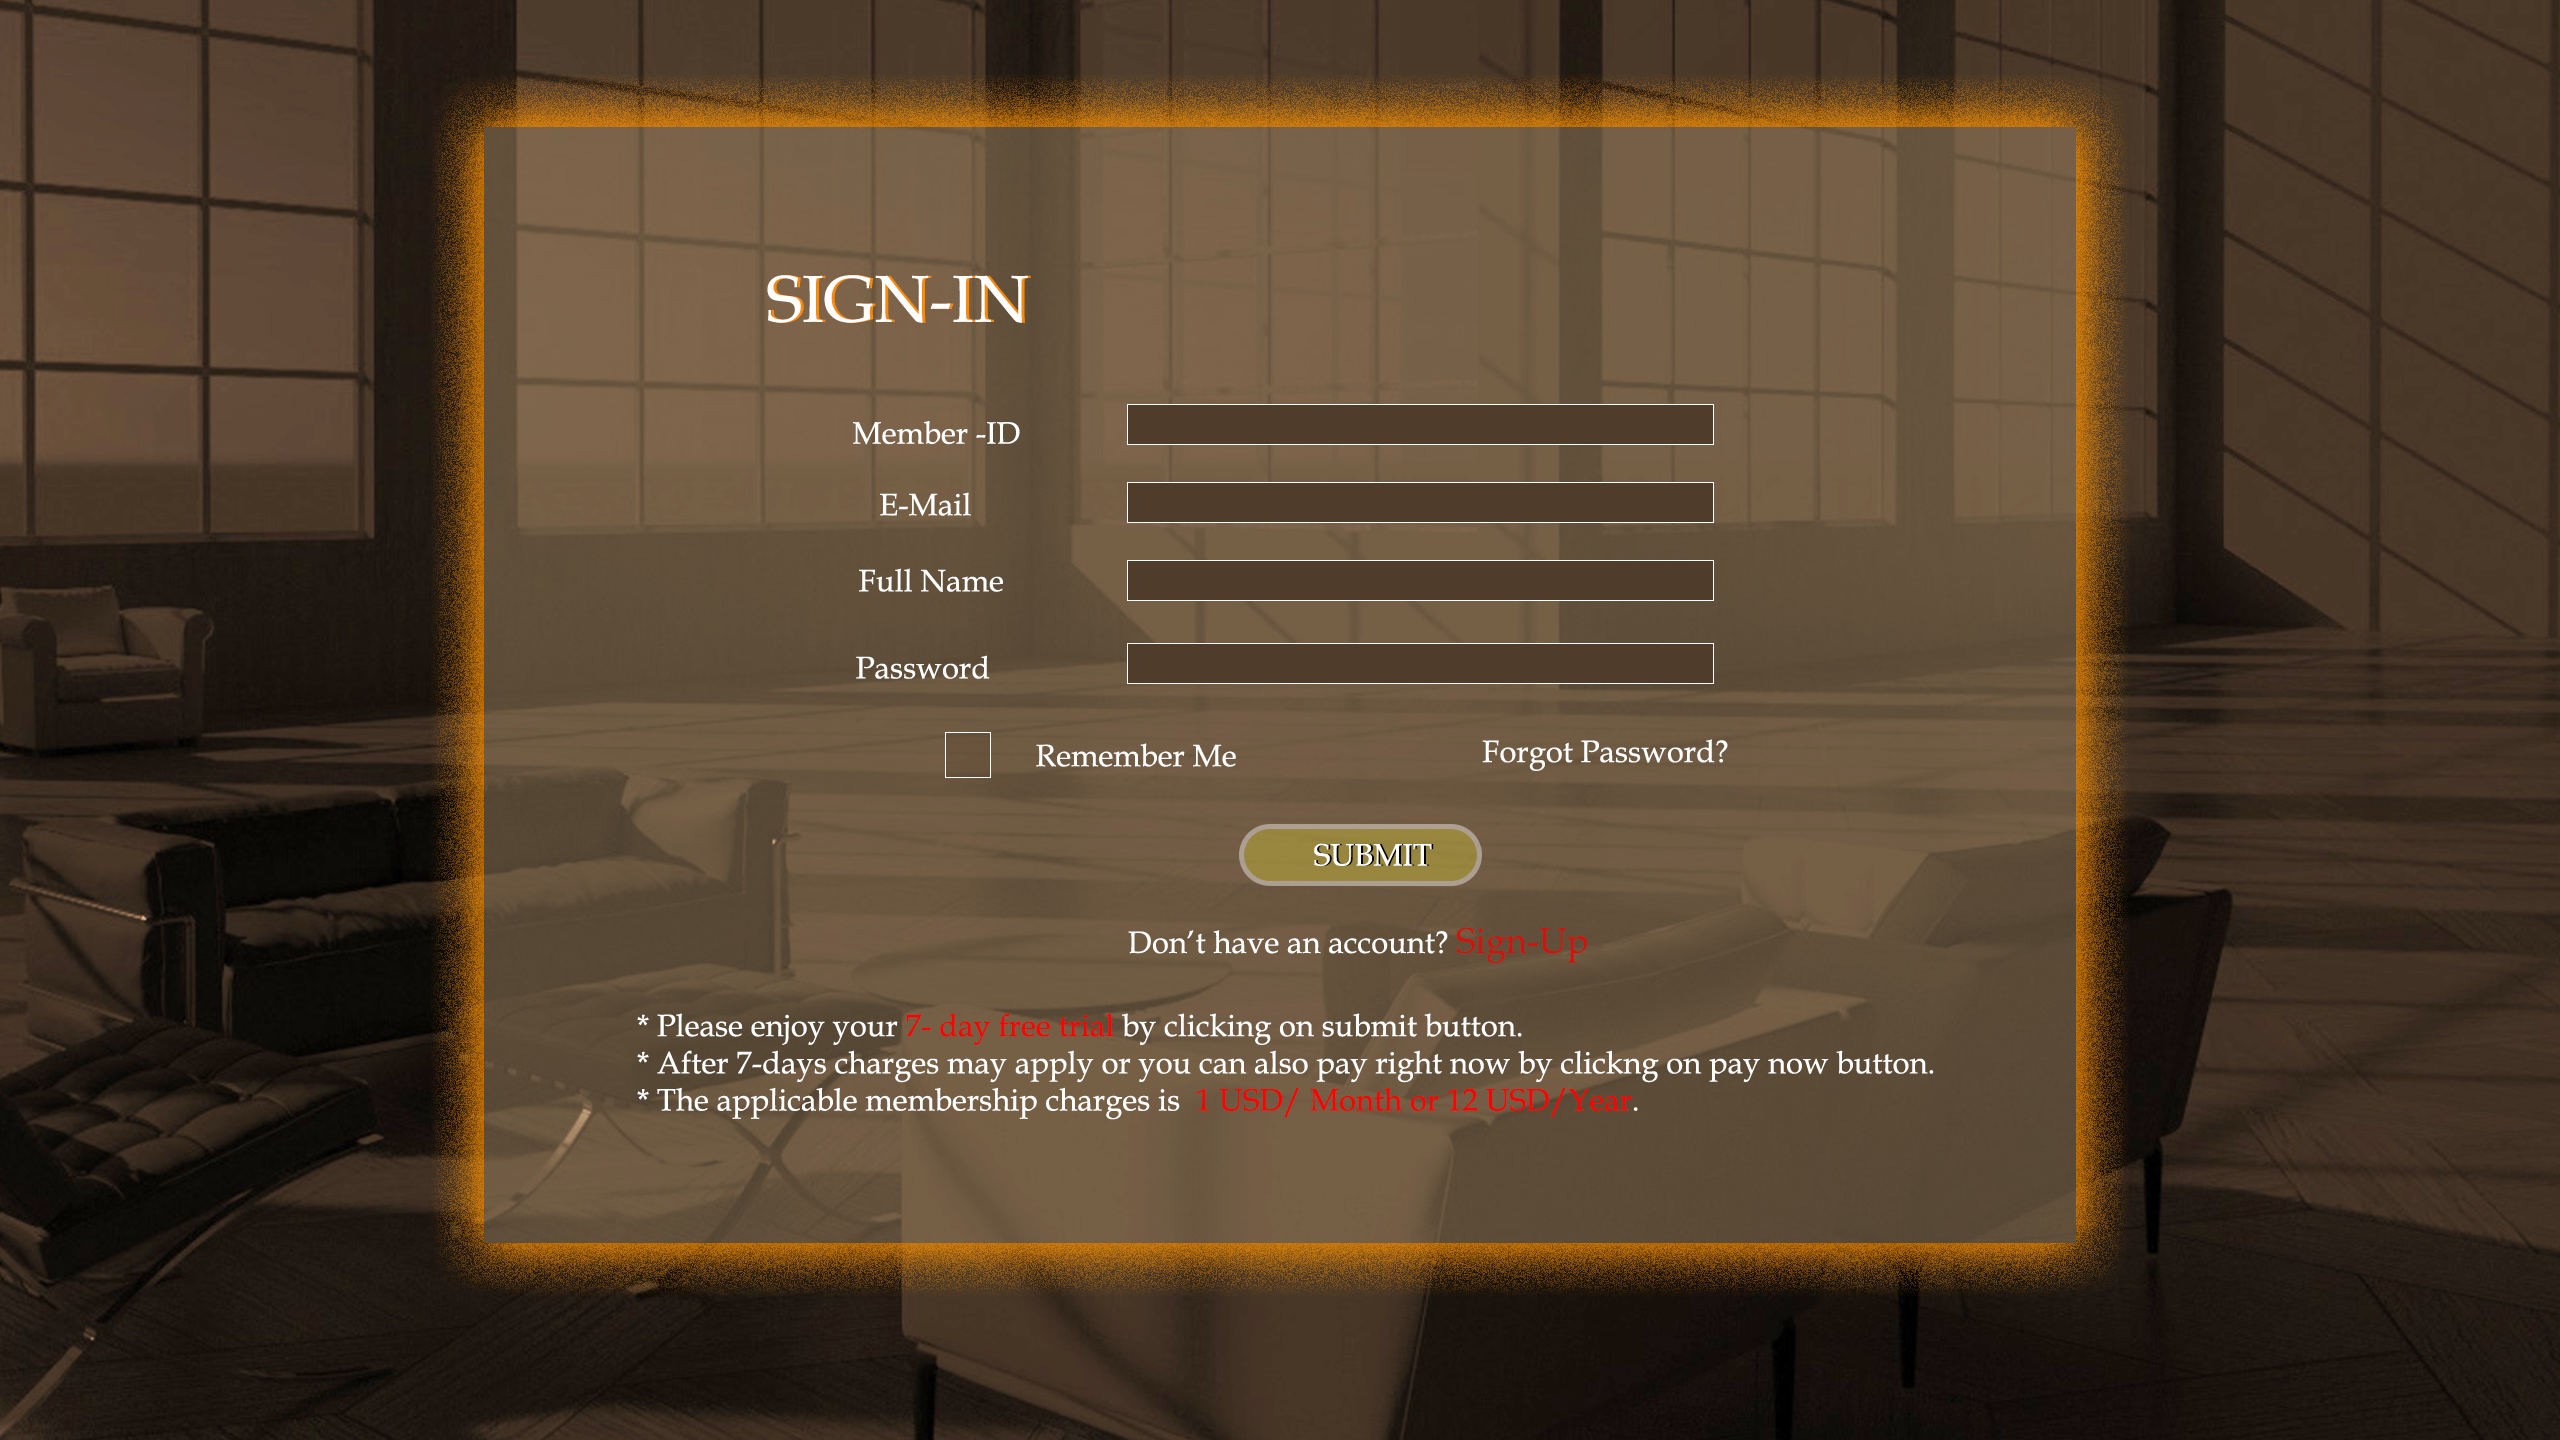 SIGN-IN
Member -ID
E-Mail
Full Name
Password
Remember Me
Forgot Password?
SUBMIT
Don’t have an account? Sign-Up
* Please enjoy your 7- day free trial by clicking on submit button.
* After 7-days charges may apply or you can also pay right now by clickng on pay now button.
* The applicable membership charges is  1 USD/ Month or 12 USD/Year.